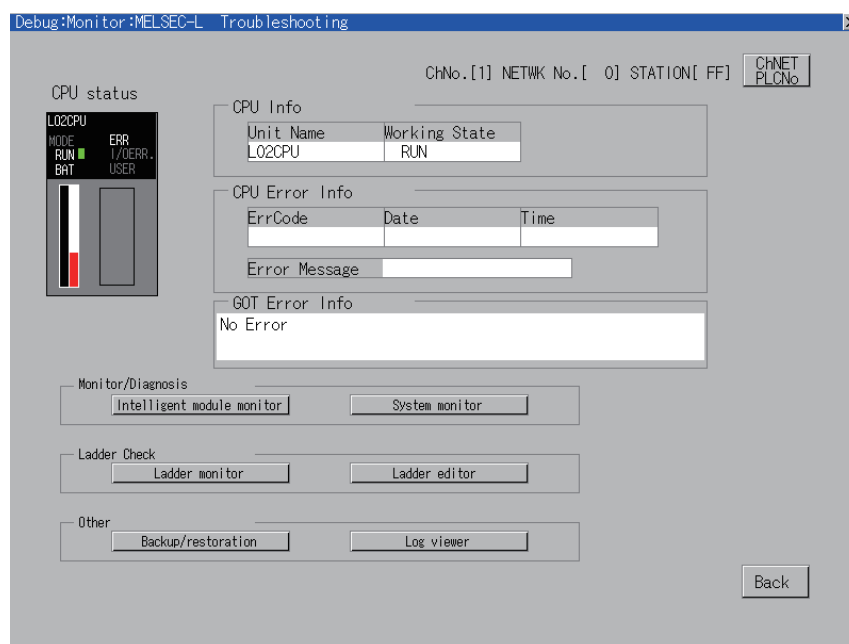 Debug:Monitor:MELSEC-L Troubleshooting
ChNo.[1] NETWK No.[ 0] STATION[ FF]
ChNET
PLCNo
CPU status
L02CPU
MODE ERR
RUN I/OERR.
BAT USER
CPU Info
Unit Name Working State
L02CPU RUN
CPU Error Info
ErrCode Date Time
Error Message
GOT Error Info
No Error
Monitor/Diagnosis
Intelligent module monitor System monitor
Ladder Check
Ladder monitor Ladder editor
Other
Backup/restoration Log viewer
Back